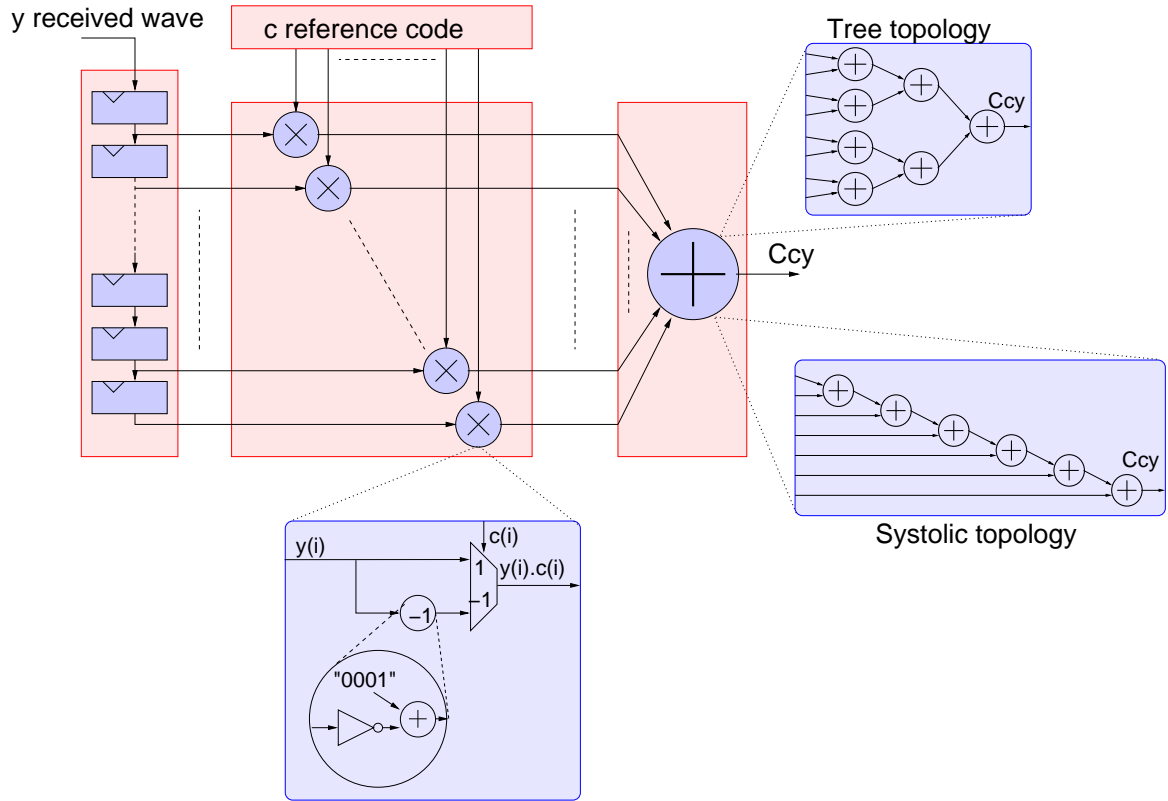 y received wave
c reference code
Tree topology
Ccy
Ccy
Ccy
Systolic topology
c(i)
y(i)
1
y(i).c(i)
−1
−1
"0001"